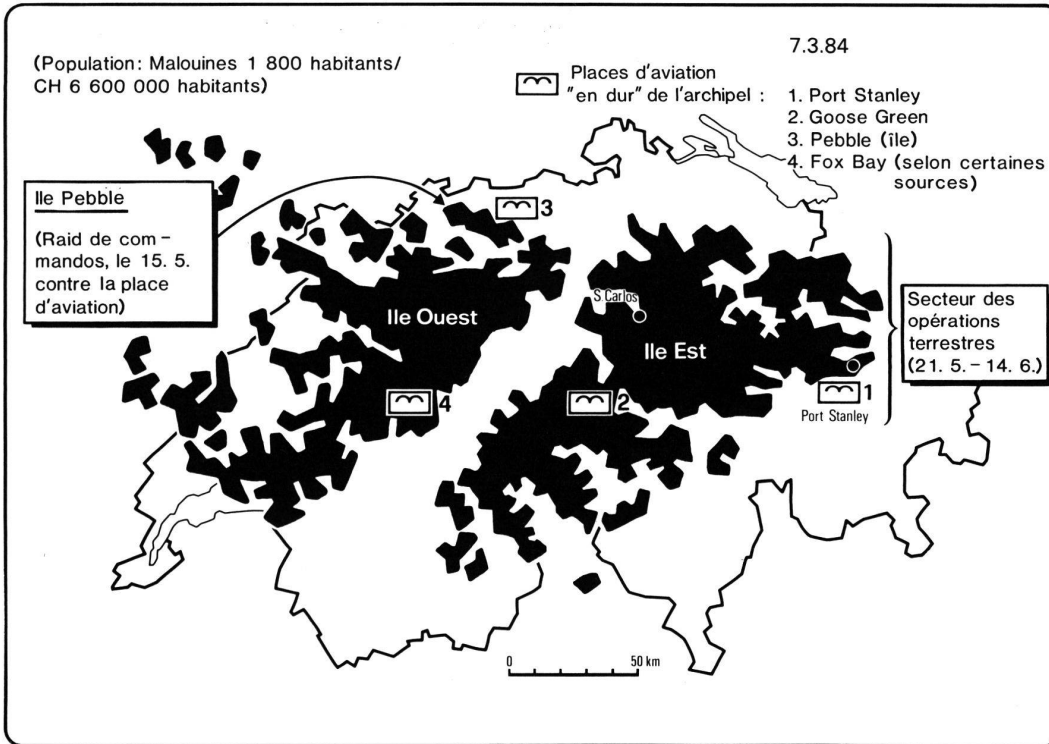 (Population: Malouines 1 800 habitants/
CH 6 600 000 habitants)
7.3.84
Places d'aviation
"en dur" de l'archipel :
1. Port Stanley
2. Goose Green
3. Pebble (île)
4. Fox Bay (selon certaines
sources)
Ile Pebble
(Raid de com-
mandos, le 15. 5.
contre la place
d'aviation)
3
Ile Ouest
S. Carlos
Ile Est
4
2
1
Port Stanley
Secteur des
opérations
terrestres
(21. 5. - 14. 6.)
0 50 km